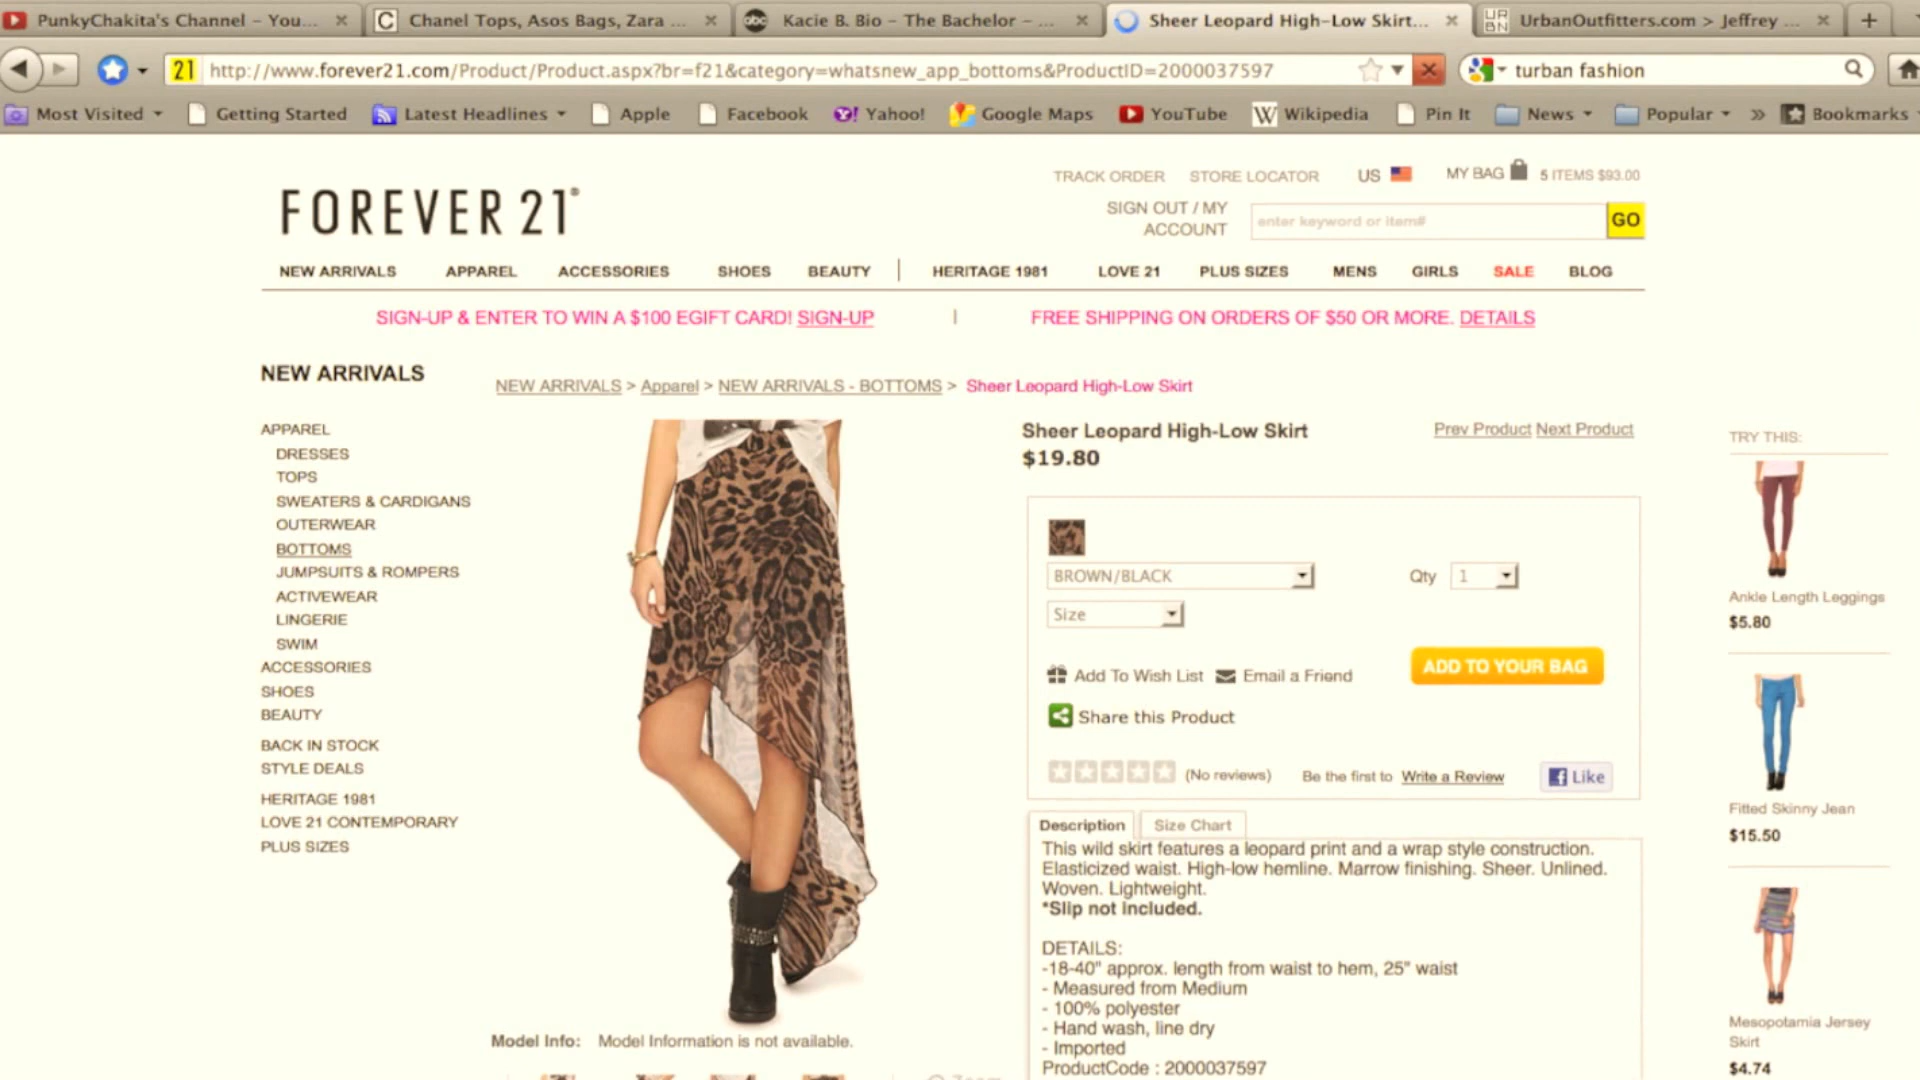 PunkyChakita's Channel – You...
Chanel Tops, Asos Bags, Zara ...
abc Kacie B. Bio – The Bachelor – ...
Sheer Leopard High–Low Skirt...
URBN UrbanOutfitters.com > Jeffrey ...
21 http://www.forever21.com/Product/Product.aspx?br=f21&category=whatsnew_app_bottoms&ProductID=2000037597
turban fashion
Most Visited
Getting Started
Latest Headlines
Apple
Facebook
Yahoo!
Google Maps
YouTube
W Wikipedia
Pin It
News
Popular
»
Bookmarks
TRACK ORDER STORE LOCATOR US MY BAG 5 ITEMS $93.00
FOREVER 21®
SIGN OUT / MY
ACCOUNT
enter keyword or item#
GO
NEW ARRIVALS APPAREL ACCESSORIES SHOES BEAUTY | HERITAGE 1981 LOVE 21 PLUS SIZES MENS GIRLS SALE BLOG
SIGN-UP & ENTER TO WIN A $100 EGIFT CARD! SIGN-UP | FREE SHIPPING ON ORDERS OF $50 OR MORE. DETAILS
NEW ARRIVALS
NEW ARRIVALS > Apparel > NEW ARRIVALS - BOTTOMS > Sheer Leopard High-Low Skirt
APPAREL
DRESSES
TOPS
SWEATERS & CARDIGANS
OUTERWEAR
BOTTOMS
JUMPSUITS & ROMPERS
ACTIVEWEAR
LINGERIE
SWIM
ACCESSORIES
SHOES
BEAUTY
BACK IN STOCK
STYLE DEALS
HERITAGE 1981
LOVE 21 CONTEMPORARY
PLUS SIZES
Model Info: Model Information is not available.
Sheer Leopard High-Low Skirt
$19.80
Prev Product Next Product
BROWN/BLACK
Qty 1
Size
Add To Wish List Email a Friend
ADD TO YOUR BAG
Share this Product
(No reviews) Be the first to Write a Review
Like
Description
Size Chart
This wild skirt features a leopard print and a wrap style construction.
Elasticized waist. High-low hemline. Marrow finishing. Sheer. Unlined.
Woven. Lightweight.
*Slip not included.
DETAILS:
-18-40" approx. length from waist to hem, 25" waist
- Measured from Medium
- 100% polyester
- Hand wash, line dry
- Imported
ProductCode : 2000037597
TRY THIS:
Ankle Length Leggings
$5.80
Fitted Skinny Jean
$15.50
Mesopotamia Jersey
Skirt
$4.74